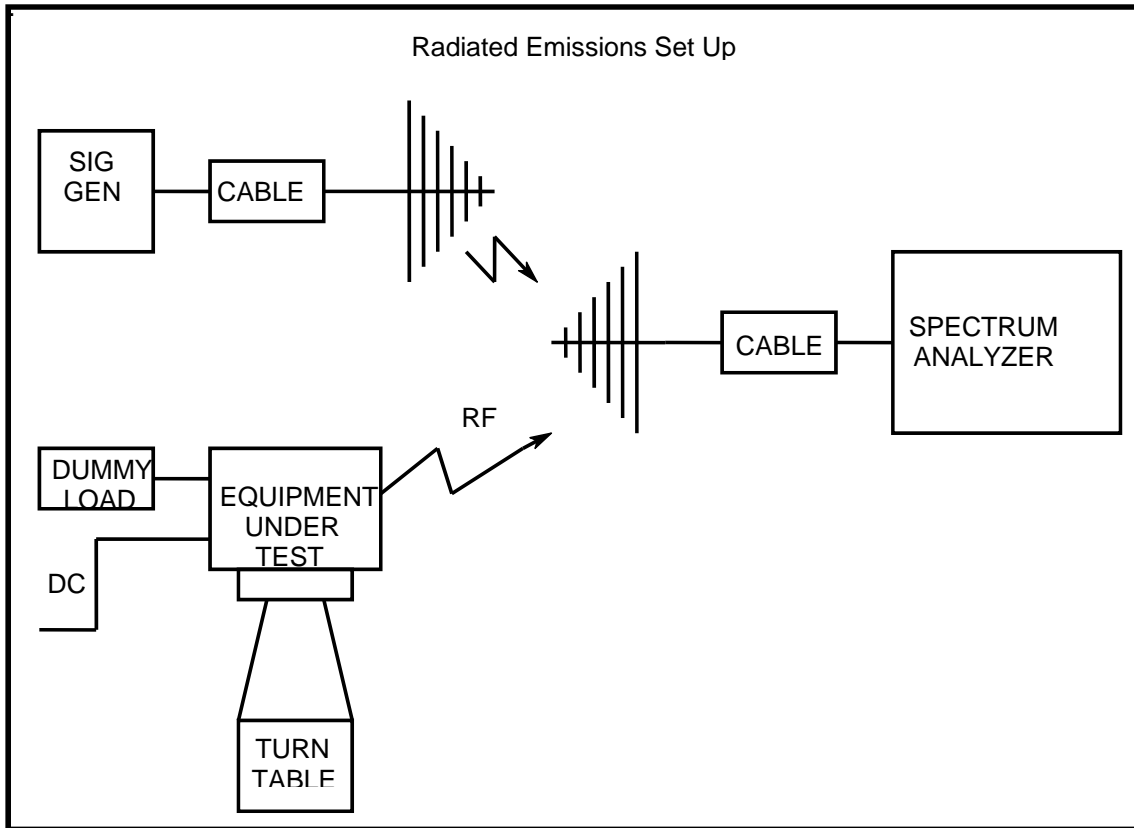 Radiated Emissions Set Up
SIG
GEN
CABLE
CABLE
SPECTRUM
ANALYZER
RF
DUMMY
LOAD
EQUIPMENT
UNDER
TEST
DC
TURN
TABLE